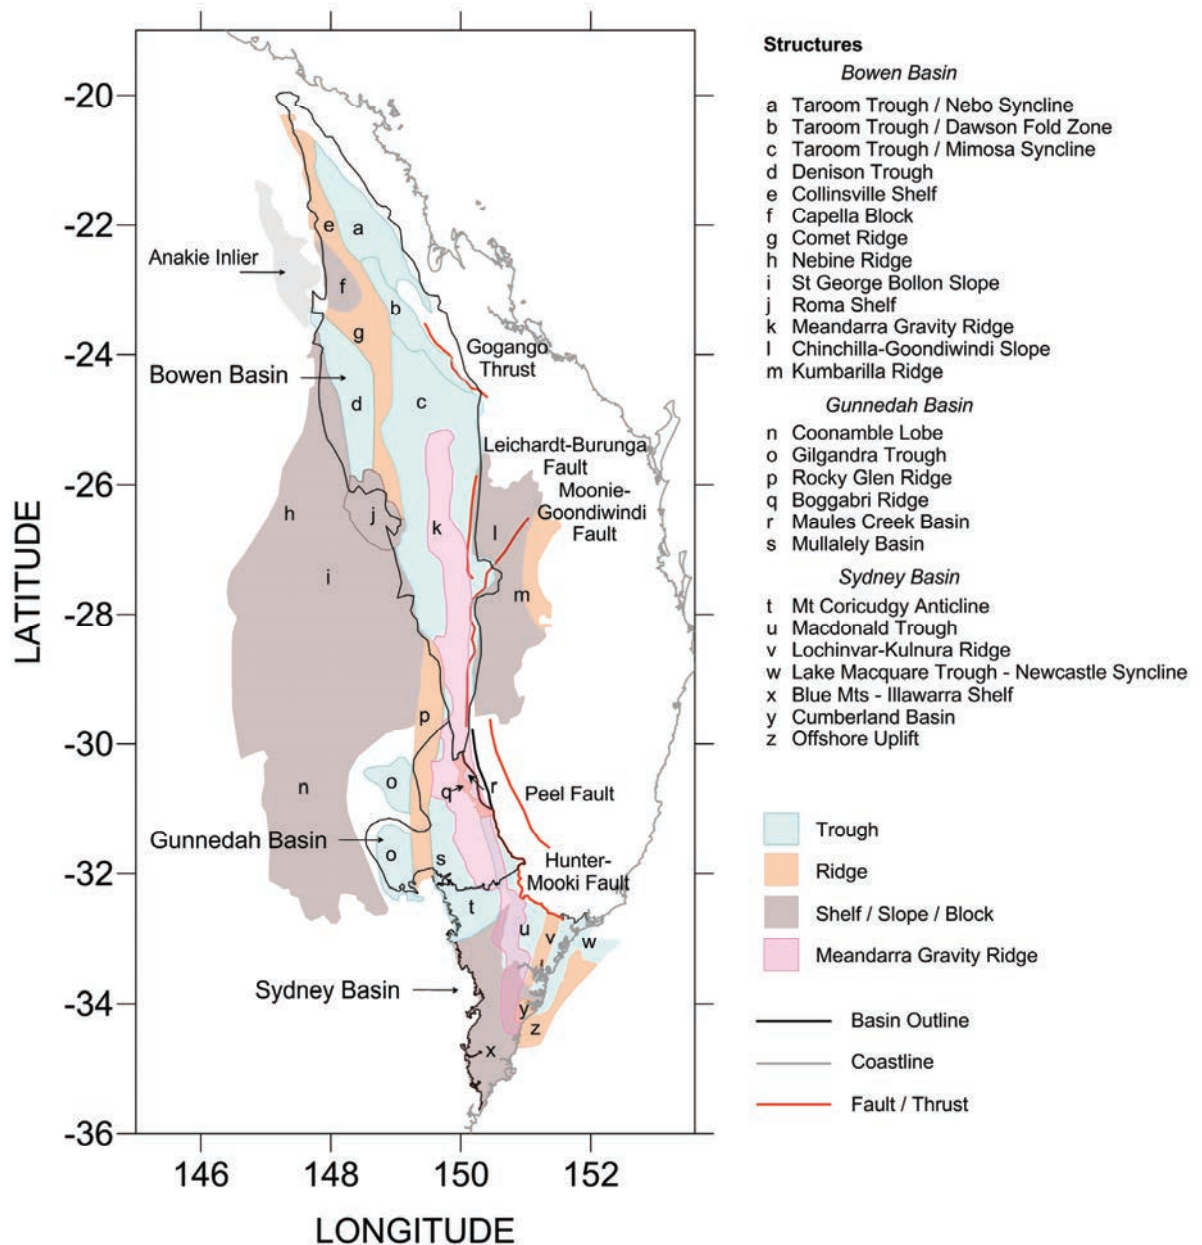 LATITUDE
-20
-22
-24
-26
-28
-30
-32
-34
-36
146
148
150
152
LONGITUDE
Anakie Inlier
Bowen Basin
Gogango
Thrust
Leichardt-Burunga
Fault
Moonie-
Goondiwindi
Fault
Peel Fault
Gunnedah Basin
Hunter-
Mooki Fault
Sydney Basin
e
a
f
b
g
d
c
h
j
k
l
i
m
p
n
o
q
r
o
s
t
u
v
w
y
z
x
Structures
Bowen Basin
a Taroom Trough / Nebo Syncline
b Taroom Trough / Dawson Fold Zone
c Taroom Trough / Mimosa Syncline
d Denison Trough
e Collinsville Shelf
f Capella Block
g Comet Ridge
h Nebine Ridge
i St George Bollon Slope
j Roma Shelf
k Meandarra Gravity Ridge
l Chinchilla-Goondiwindi Slope
m Kumbarilla Ridge
Gunnedah Basin
n Coonamble Lobe
o Gilgandra Trough
p Rocky Glen Ridge
q Boggabri Ridge
r Maules Creek Basin
s Mullalely Basin
Sydney Basin
t Mt Coricudgy Anticline
u Macdonald Trough
v Lochinvar-Kulnura Ridge
w Lake Macquare Trough - Newcastle Syncline
x Blue Mts - Illawarra Shelf
y Cumberland Basin
z Offshore Uplift
Trough
Ridge
Shelf / Slope / Block
Meandarra Gravity Ridge
Basin Outline
Coastline
Fault / Thrust